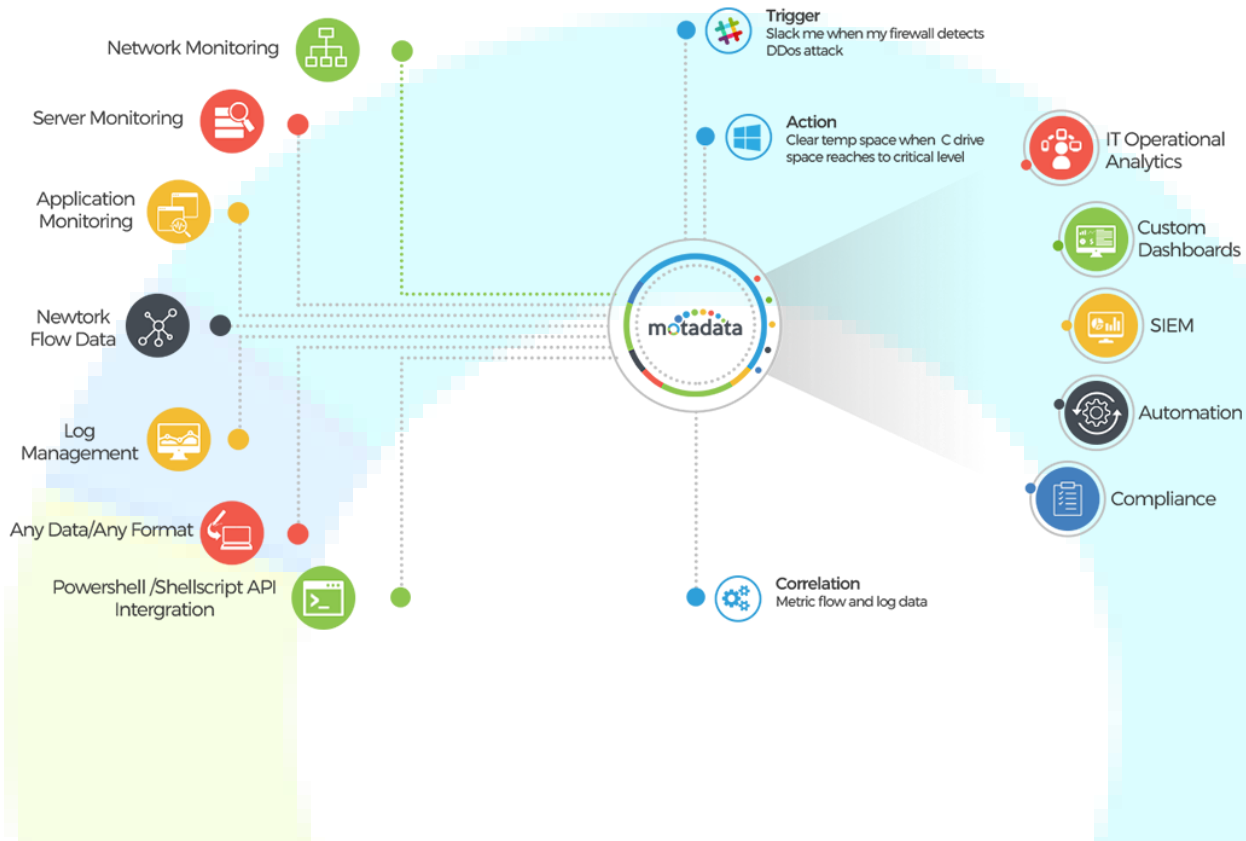 Network Monitoring
Server Monitoring
Application
Monitoring
Newtork
Flow Data
Log
Management
Any Data/Any Format
Powershell /Shellscript API
Intergration
Trigger
Slack me when my firewall detects
DDos attack
Action
Clear temp space when C drive
space reaches to critical level
motadata
Correlation
Metric flow and log data
IT Operational
Analytics
Custom
Dashboards
SIEM
Automation
Compliance